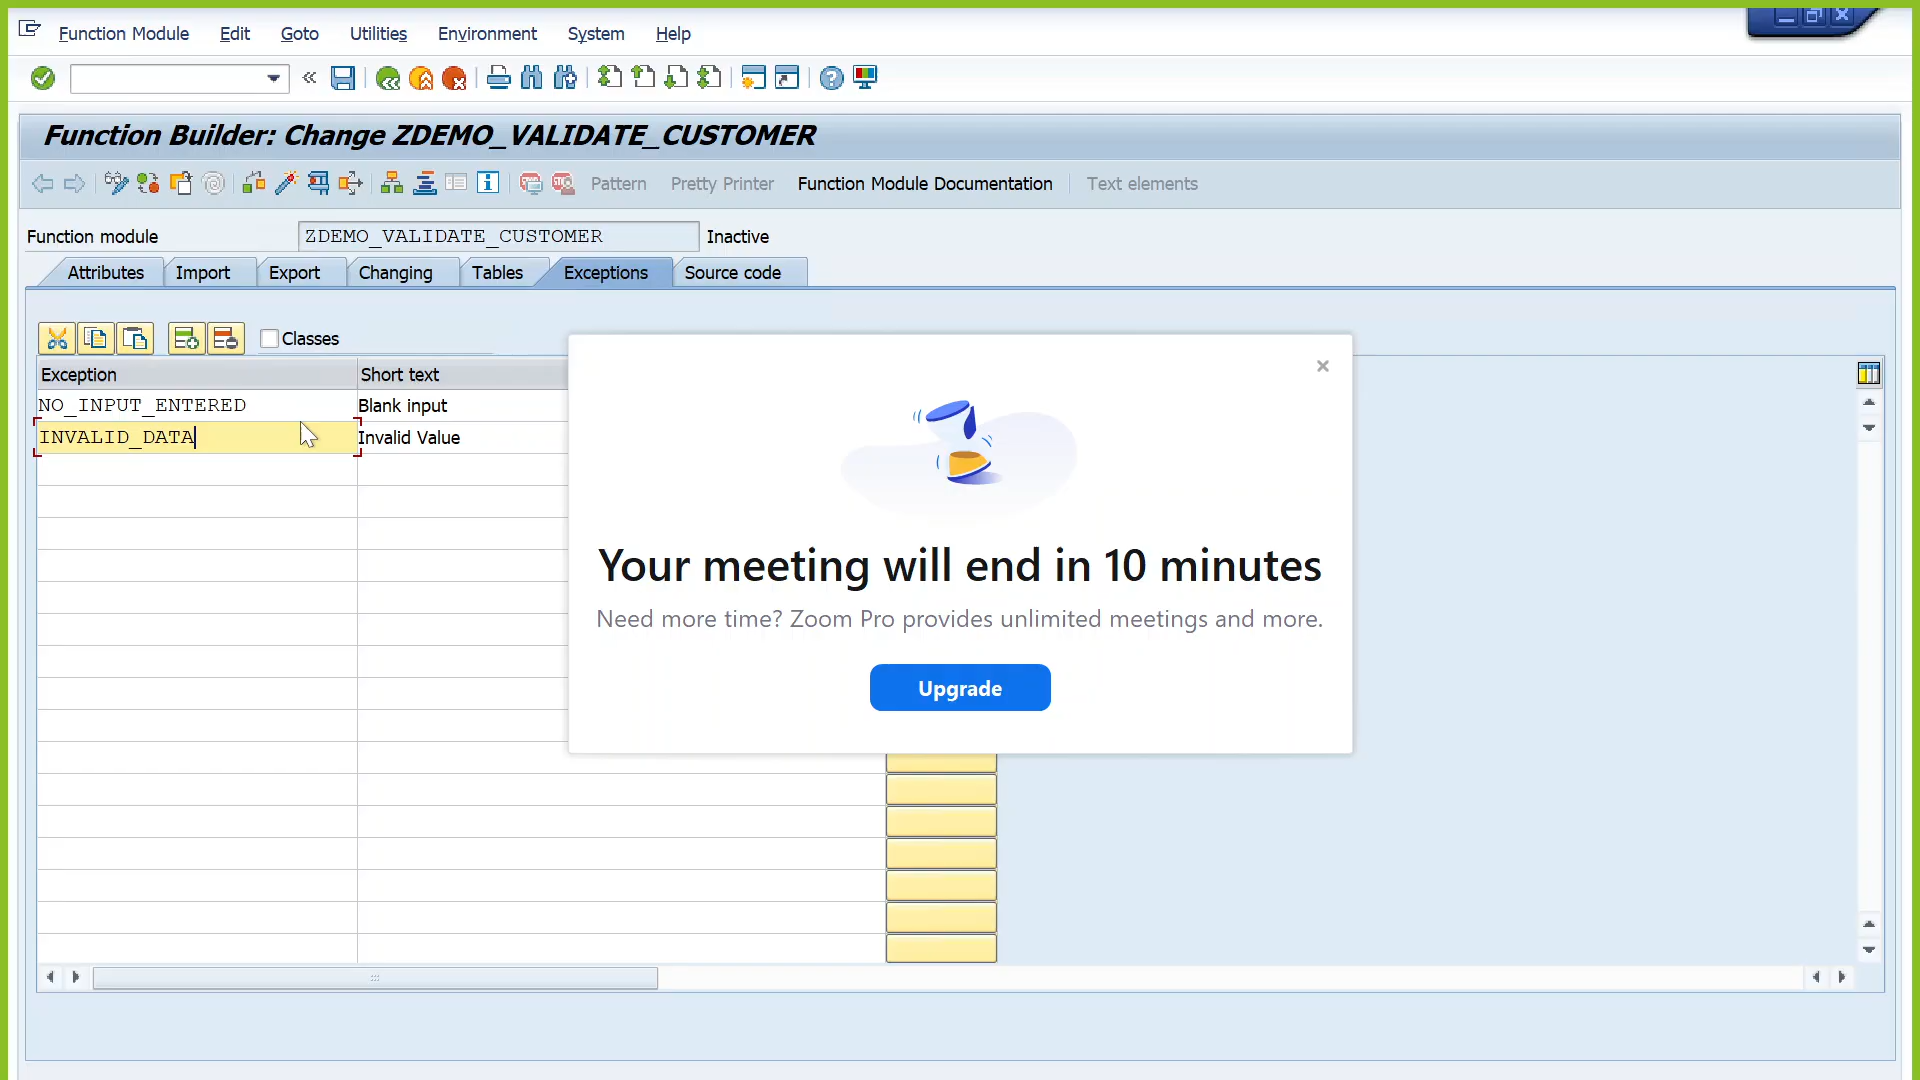 Function Module Edit Goto Utilities Environment System Help
Function Builder: Change ZDEMO_VALIDATE_CUSTOMER
Pattern Pretty Printer Function Module Documentation Text elements
Function module ZDEMO_VALIDATE_CUSTOMER Inactive
Attributes Import Export Changing Tables Exceptions Source code
Classes
Exception Short text
NO_INPUT_ENTERED Blank input
INVALID_DATA Invalid Value
Your meeting will end in 10 minutes
Need more time? Zoom Pro provides unlimited meetings and more.
Upgrade